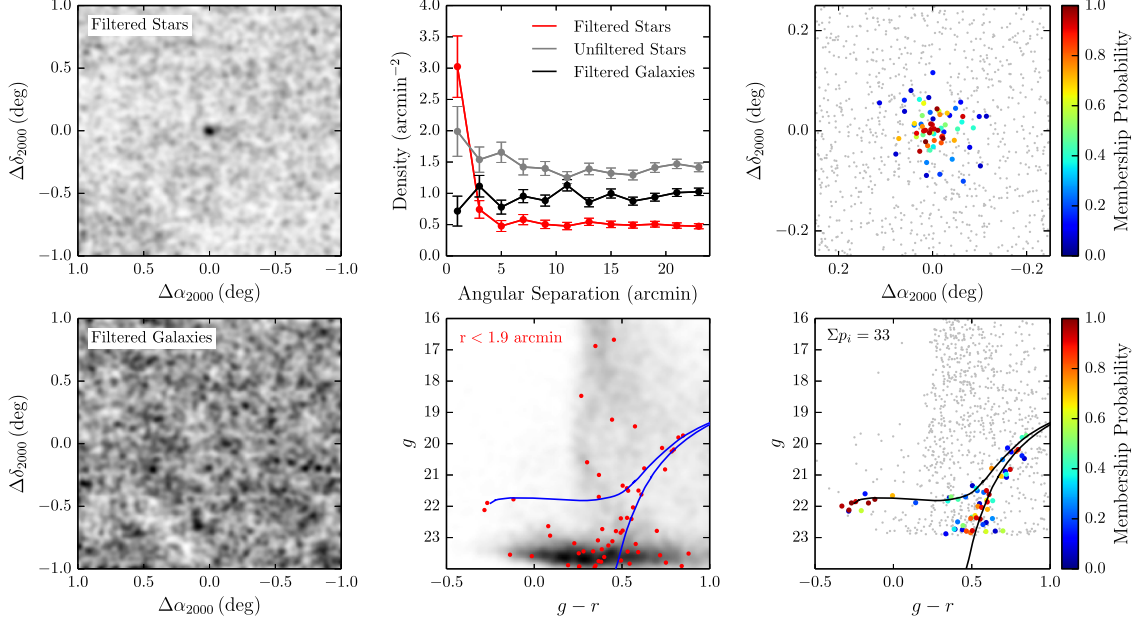 Filtered Stars
1.0
0.5
0.0
−0.5
−1.0
Δδ2000 (deg)
1.0 0.5 0.0 −0.5 −1.0
Δα2000 (deg)
4.0
3.5
3.0
2.5
2.0
1.5
1.0
0.5
0.0
Density (arcmin−2)
Filtered Stars
Unfiltered Stars
Filtered Galaxies
0 5 10 15 20
Angular Separation (arcmin)
0.2
0.0
−0.2
Δδ2000 (deg)
0.2 0.0 −0.2
Δα2000 (deg)
1.0
0.8
0.6
0.4
0.2
0.0
Membership Probability
Filtered Galaxies
1.0
0.5
0.0
−0.5
−1.0
Δδ2000 (deg)
1.0 0.5 0.0 −0.5 −1.0
Δα2000 (deg)
r < 1.9 arcmin
16
17
18
19
20
21
22
23
g
−0.5 0.0 0.5 1.0
g − r
Σpi = 33
16
17
18
19
20
21
22
23
g
−0.5 0.0 0.5 1.0
g − r
1.0
0.8
0.6
0.4
0.2
0.0
Membership Probability